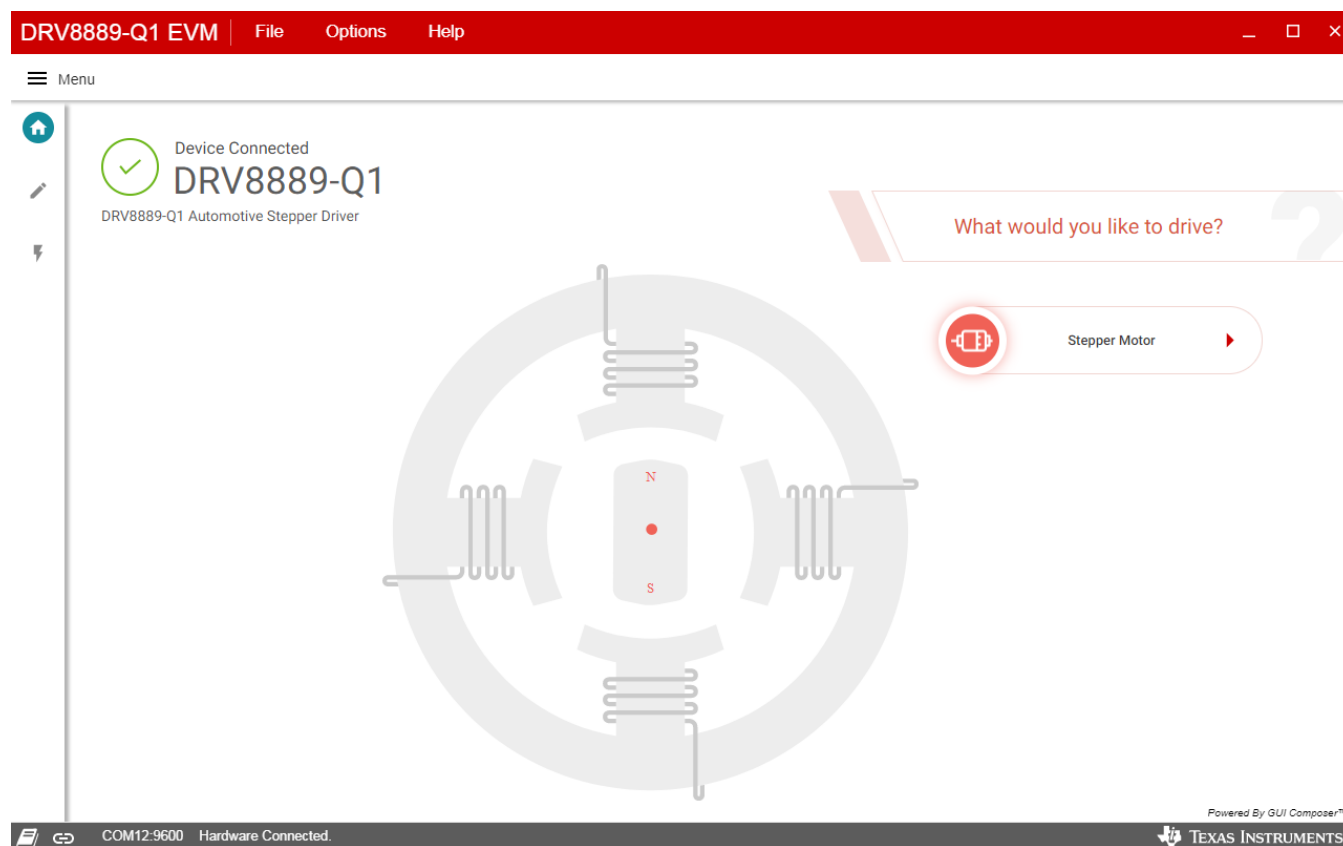 DRV8889-Q1 EVM File Options Help
Menu
Device Connected
DRV8889-Q1
DRV8889-Q1 Automotive Stepper Driver
What would you like to drive?
?
Stepper Motor
N
S
Powered By GUI Composer™
COM12:9600 Hardware Connected.
TEXAS INSTRUMENTS